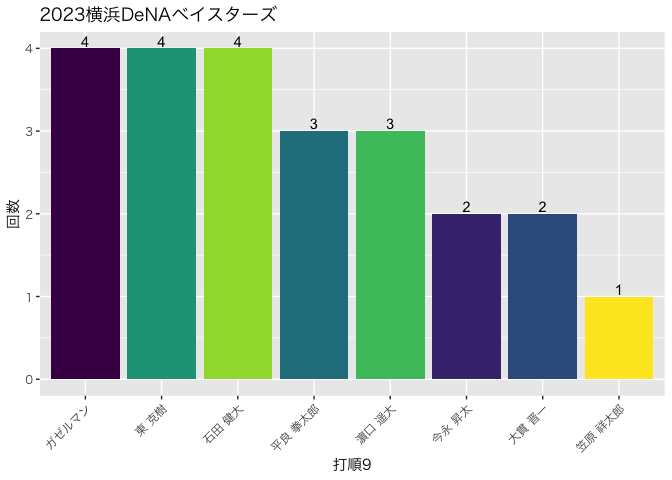 2023横浜DeNAベイスターズ
回数
4
3
2
1
0
4
4
4
3
3
2
2
1
ガゼルマン
東 克樹
石田 健大
平良 拳太郎
濵口 遥大
今永 昇太
大貫 晋一
笠原 祥太郎
打順9